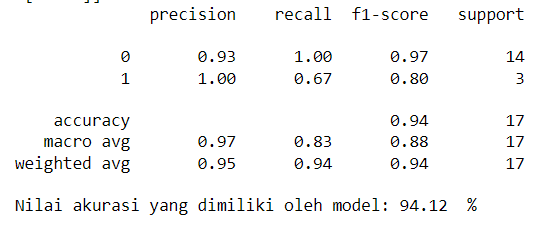 precision recall f1-score support
0 0.93 1.00 0.97 14
1 1.00 0.67 0.80 3
accuracy 0.94 17
macro avg 0.97 0.83 0.88 17
weighted avg 0.95 0.94 0.94 17
Nilai akurasi yang dimiliki oleh model: 94.12 %